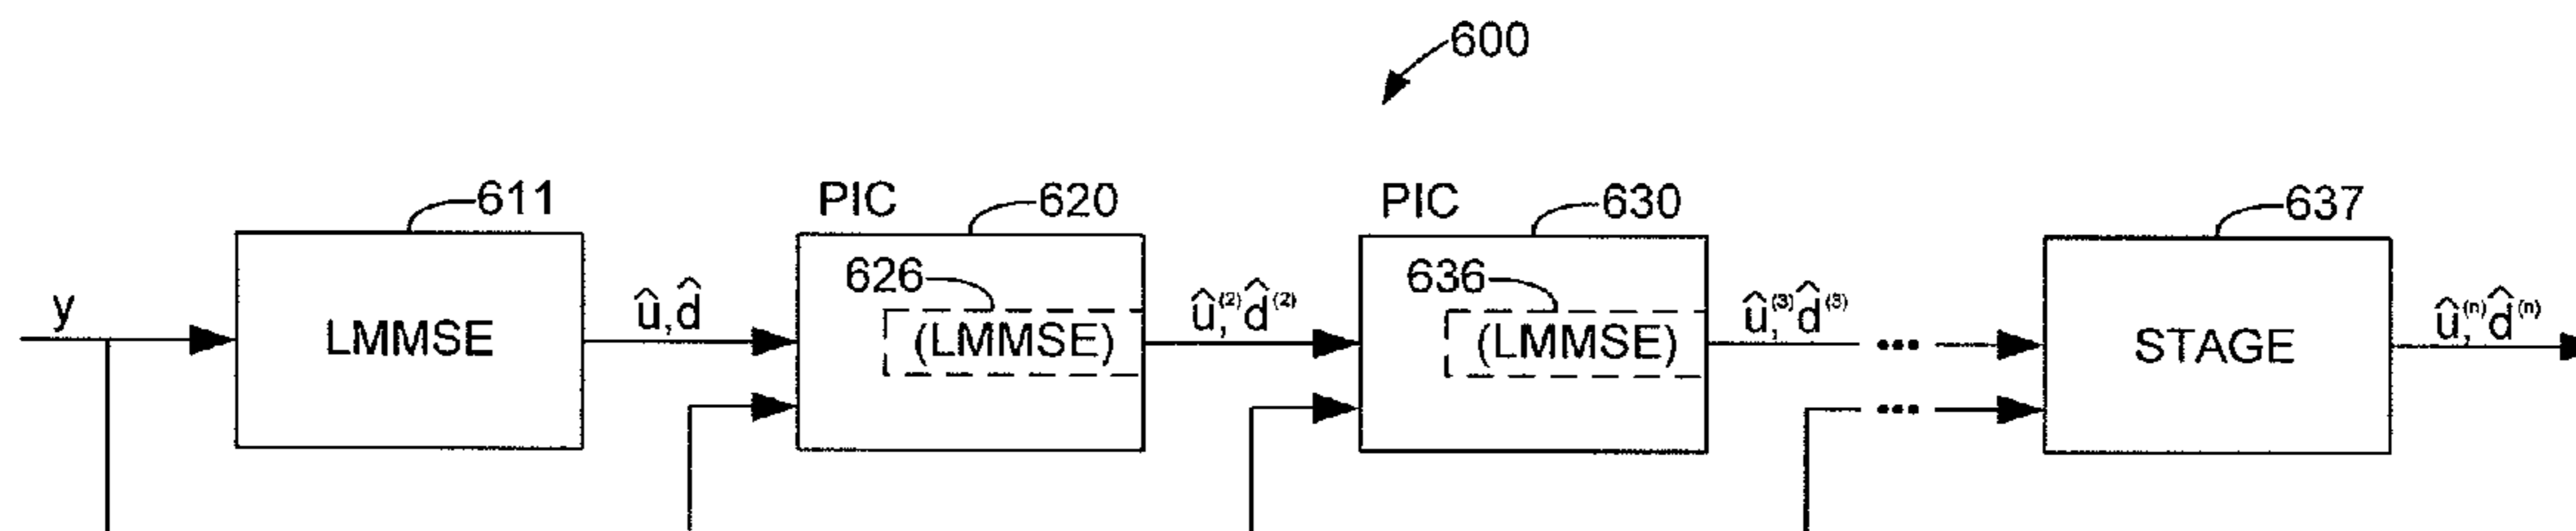 600
611
PIC
620
PIC
630
637
626
636
y
LMMSE
û,d̂
(LMMSE)
û,⁽²⁾d̂⁽²⁾
(LMMSE)
û,⁽³⁾d̂⁽³⁾
...
STAGE
û,⁽ⁿ⁾d̂⁽ⁿ⁾
...